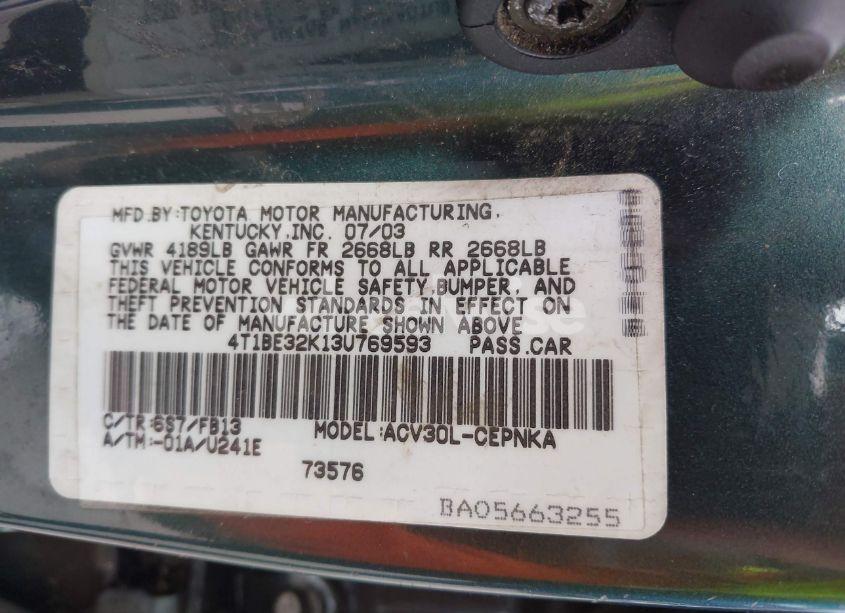 MFD.BY:TOYOTA MOTOR MANUFACTURING,
KENTUCKY,INC. 07/03
GVWR 4189LB GAWR FR 2668LB RR 2668LB
THIS VEHICLE CONFORMS TO ALL APPLICABLE
FEDERAL MOTOR VEHICLE SAFETY,BUMPER, AND
THEFT PREVENTION STANDARDS IN EFFECT ON
THE DATE OF MANUFACTURE SHOWN ABOVE
4T1BE32K13U769593 PASS.CAR
C/TR:6S7/FB13 MODEL:ACV30L-CEPNKA
A/TM:-01A/U241E
73576
BA05663255